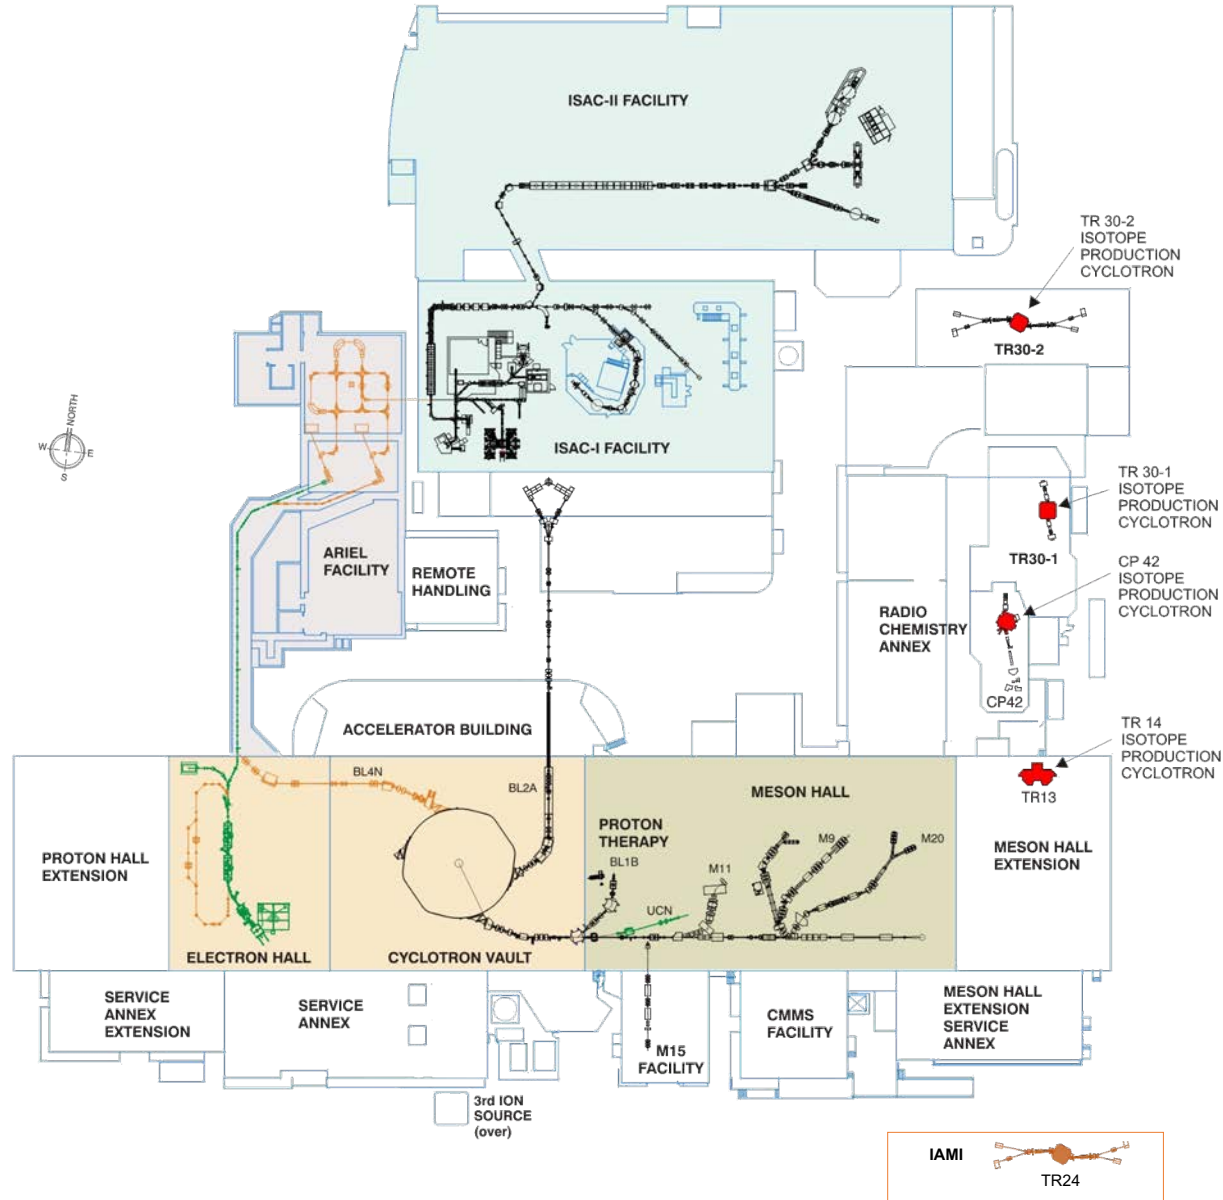 ISAC-II FACILITY
TR 30-2
ISOTOPE
PRODUCTION
CYCLOTRON
TR30-2
NORTH
W
E
S
ISAC-I FACILITY
TR 30-1
ISOTOPE
PRODUCTION
CYCLOTRON
TR30-1
ARIEL
FACILITY
REMOTE
HANDLING
CP 42
ISOTOPE
PRODUCTION
CYCLOTRON
RADIO
CHEMISTRY
ANNEX
CP42
ACCELERATOR BUILDING
TR 14
ISOTOPE
PRODUCTION
CYCLOTRON
TR13
BL4N
BL2A
MESON HALL
PROTON
THERAPY
BL1B
M9
M20
M11
UCN
PROTON HALL
EXTENSION
MESON HALL
EXTENSION
ELECTRON HALL
CYCLOTRON VAULT
SERVICE
ANNEX
EXTENSION
SERVICE
ANNEX
M15
FACILITY
CMMS
FACILITY
MESON HALL
EXTENSION
SERVICE
ANNEX
3rd ION
SOURCE
(over)
IAMI
TR24